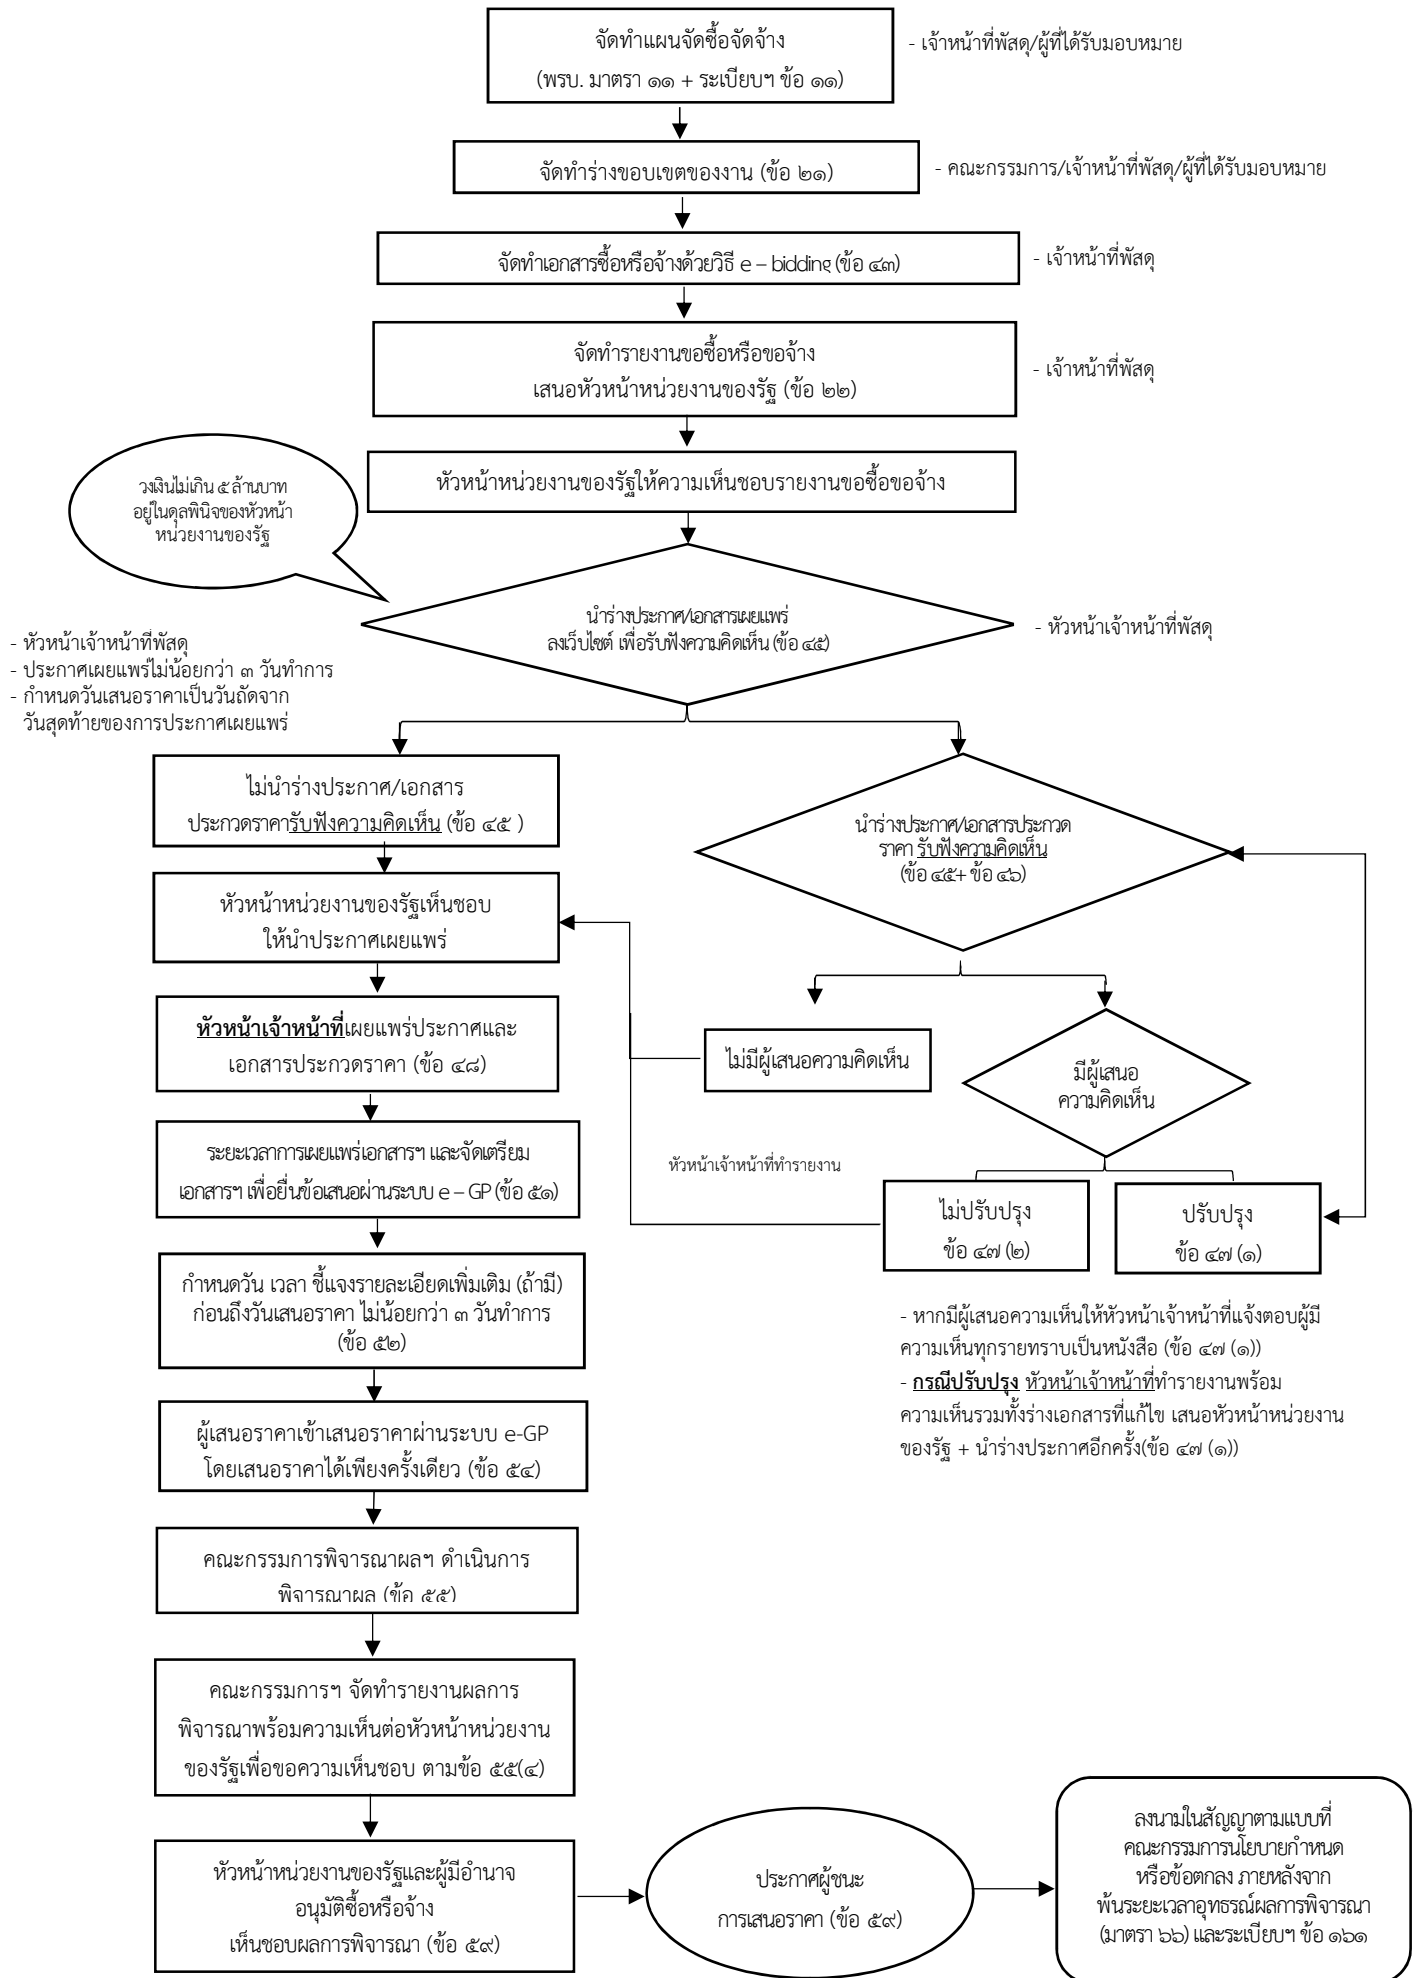 จัดทำแผนจัดซื้อจัดจ้าง
(พรบ. มาตรา ๑๑ + ระเบียบฯ ข้อ ๑๑)
- เจ้าหน้าที่พัสดุ/ผู้ที่ได้รับมอบหมาย
จัดทำร่างขอบเขตของงาน (ข้อ ๒๑)
- คณะกรรมการ/เจ้าหน้าที่พัสดุ/ผู้ที่ได้รับมอบหมาย
จัดทำเอกสารซื้อหรือจ้างด้วยวิธี e – bidding (ข้อ ๔๓)
- เจ้าหน้าที่พัสดุ
จัดทำรายงานขอซื้อหรือขอจ้าง
เสนอหัวหน้าหน่วยงานของรัฐ (ข้อ ๒๒)
- เจ้าหน้าที่พัสดุ
หัวหน้าหน่วยงานของรัฐให้ความเห็นชอบรายงานขอซื้อขอจ้าง
วงเงินไม่เกิน ๕ ล้านบาท
อยู่ในดุลพินิจของหัวหน้า
หน่วยงานของรัฐ
นำร่างประกาศ/เอกสารเผยแพร่
ลงเว็บไซต์ เพื่อรับฟังความคิดเห็น (ข้อ ๔๕)
- หัวหน้าเจ้าหน้าที่พัสดุ
- หัวหน้าเจ้าหน้าที่พัสดุ
- ประกาศเผยแพร่ไม่น้อยกว่า ๓ วันทำการ
- กำหนดวันเสนอราคาเป็นวันถัดจาก
วันสุดท้ายของการประกาศเผยแพร่
ไม่นำร่างประกาศ/เอกสาร
ประกวดราคารับฟังความคิดเห็น (ข้อ ๔๕ )
นำร่างประกาศ/เอกสารประกวด
ราคา รับฟังความคิดเห็น
(ข้อ ๔๕+ ข้อ ๔๖)
หัวหน้าหน่วยงานของรัฐเห็นชอบ
ให้นำประกาศเผยแพร่
หัวหน้าเจ้าหน้าที่เผยแพร่ประกาศและ
เอกสารประกวดราคา (ข้อ ๔๘)
ไม่มีผู้เสนอความคิดเห็น
มีผู้เสนอ
ความคิดเห็น
ระยะเวลาการเผยแพร่เอกสารฯ และจัดเตรียม
เอกสารฯ เพื่อยื่นข้อเสนอผ่านระบบ e – GP (ข้อ ๕๑)
หัวหน้าเจ้าหน้าที่ทำรายงาน
ไม่ปรับปรุง
ข้อ ๔๗ (๒)
ปรับปรุง
ข้อ ๔๗ (๑)
กำหนดวัน เวลา ชี้แจงรายละเอียดเพิ่มเติม (ถ้ามี)
ก่อนถึงวันเสนอราคา ไม่น้อยกว่า ๓ วันทำการ
(ข้อ ๕๒)
- หากมีผู้เสนอความเห็นให้หัวหน้าเจ้าหน้าที่แจ้งตอบผู้มี
ความเห็นทุกรายทราบเป็นหนังสือ (ข้อ ๔๗ (๑))
- กรณีปรับปรุง หัวหน้าเจ้าหน้าที่ทำรายงานพร้อม
ความเห็นรวมทั้งร่างเอกสารที่แก้ไข เสนอหัวหน้าหน่วยงาน
ของรัฐ + นำร่างประกาศอีกครั้ง(ข้อ ๔๗ (๑))
ผู้เสนอราคาเข้าเสนอราคาผ่านระบบ e-GP
โดยเสนอราคาได้เพียงครั้งเดียว (ข้อ ๕๔)
คณะกรรมการพิจารณาผลฯ ดำเนินการ
พิจารณาผล (ข้อ ๕๕)
คณะกรรมการฯ จัดทำรายงานผลการ
พิจารณาพร้อมความเห็นต่อหัวหน้าหน่วยงาน
ของรัฐเพื่อขอความเห็นชอบ ตามข้อ ๕๕(๔)
หัวหน้าหน่วยงานของรัฐและผู้มีอำนาจ
อนุมัติซื้อหรือจ้าง
เห็นชอบผลการพิจารณา (ข้อ ๕๙)
ประกาศผู้ชนะ
การเสนอราคา (ข้อ ๕๙)
ลงนามในสัญญาตามแบบที่
คณะกรรมการนโยบายกำหนด
หรือข้อตกลง ภายหลังจาก
พ้นระยะเวลาอุทธรณ์ผลการพิจารณา
(มาตรา ๖๖) และระเบียบฯ ข้อ ๑๖๑